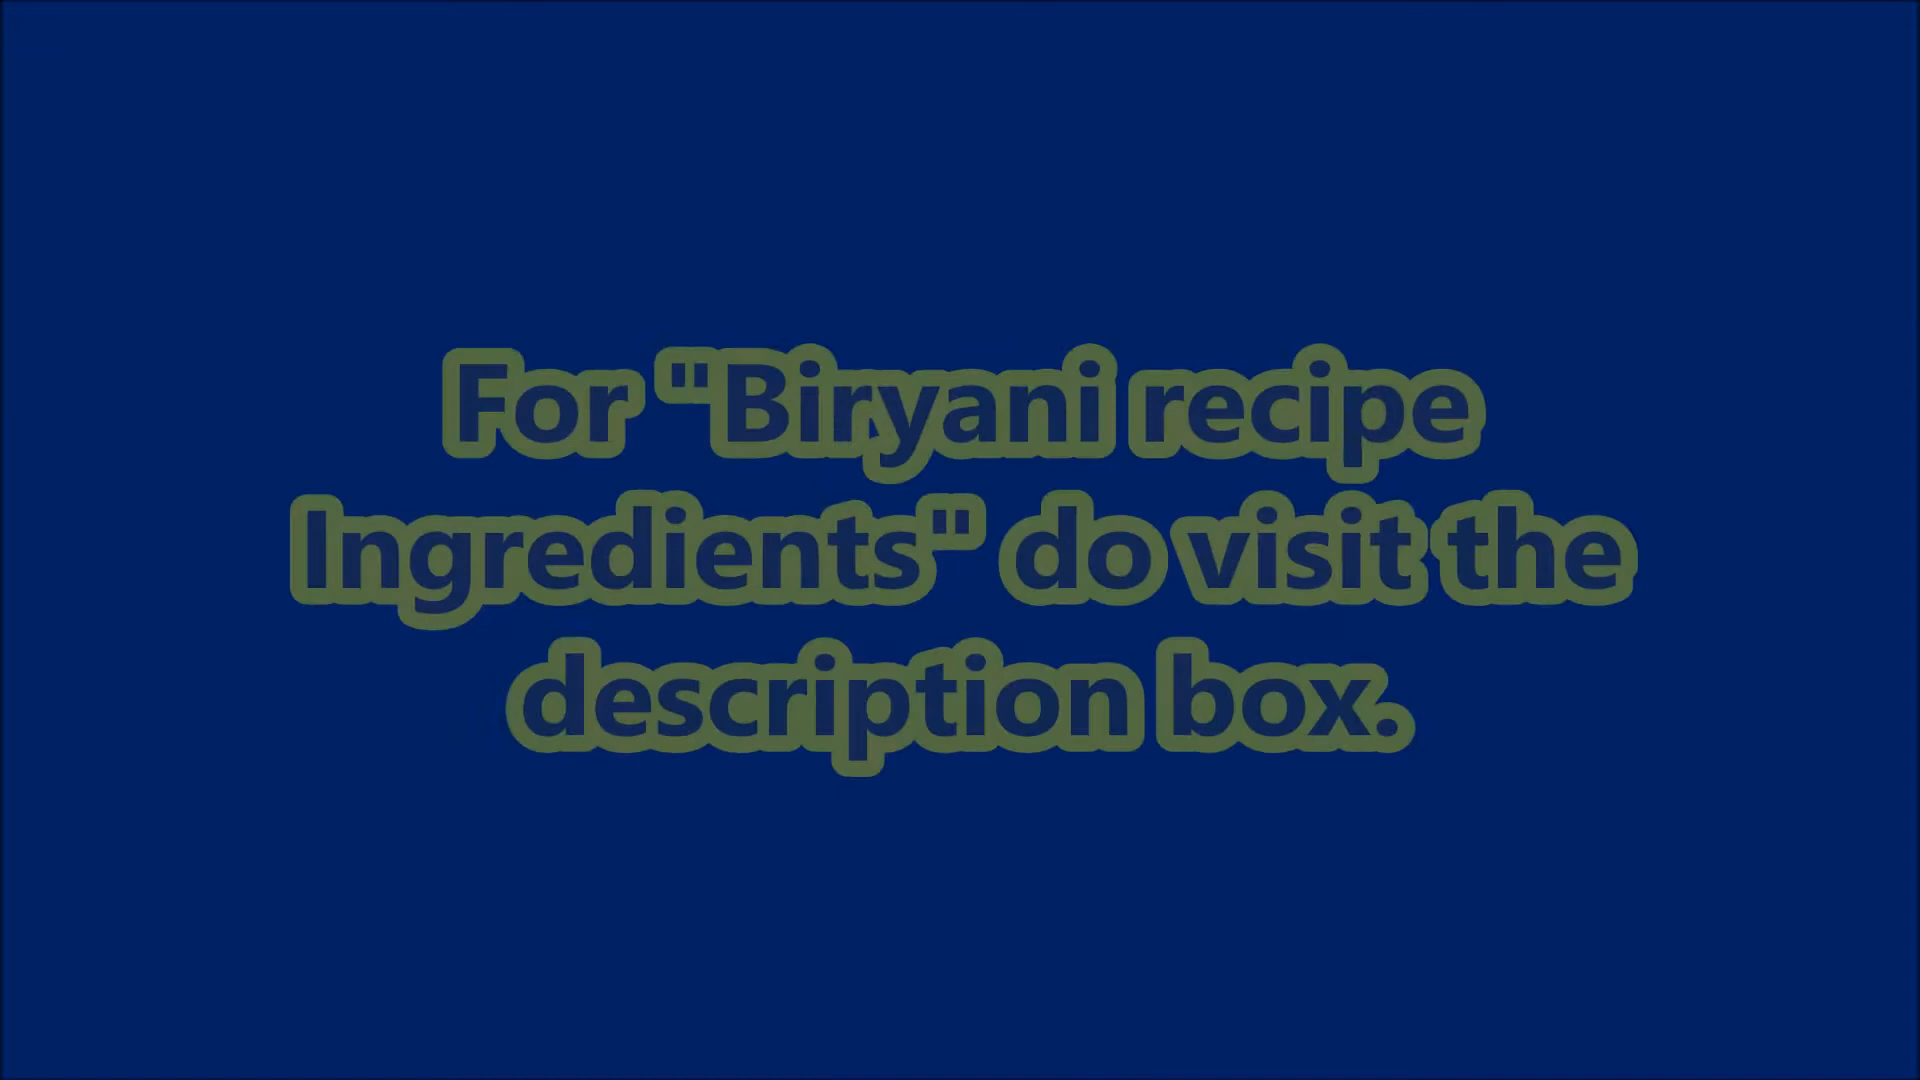 For "Biryani recipe
Ingredients" do visit the
description box.